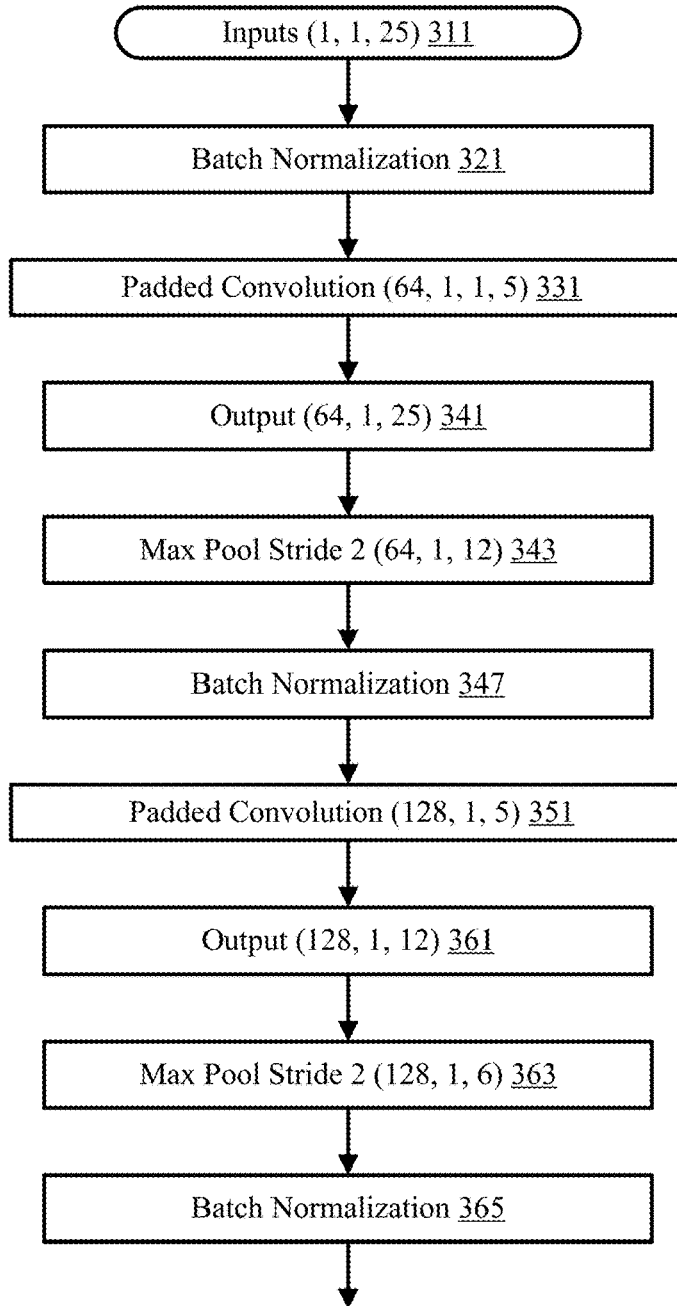 Inputs (1, 1, 25) 311
Batch Normalization 321
Padded Convolution (64, 1, 1, 5) 331
Output (64, 1, 25) 341
Max Pool Stride 2 (64, 1, 12) 343
Batch Normalization 347
Padded Convolution (128, 1, 5) 351
Output (128, 1, 12) 361
Max Pool Stride 2 (128, 1, 6) 363
Batch Normalization 365